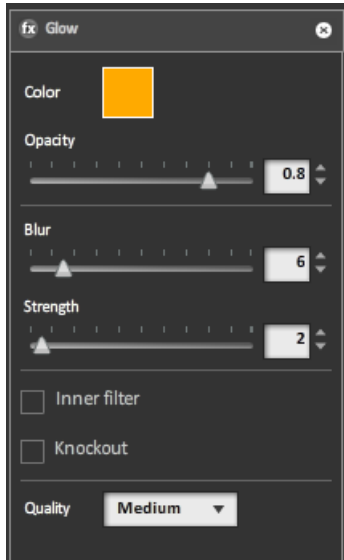 fx Glow
Color
Opacity
0.8
Blur
6
Strength
2
Inner filter
Knockout
Quality Medium